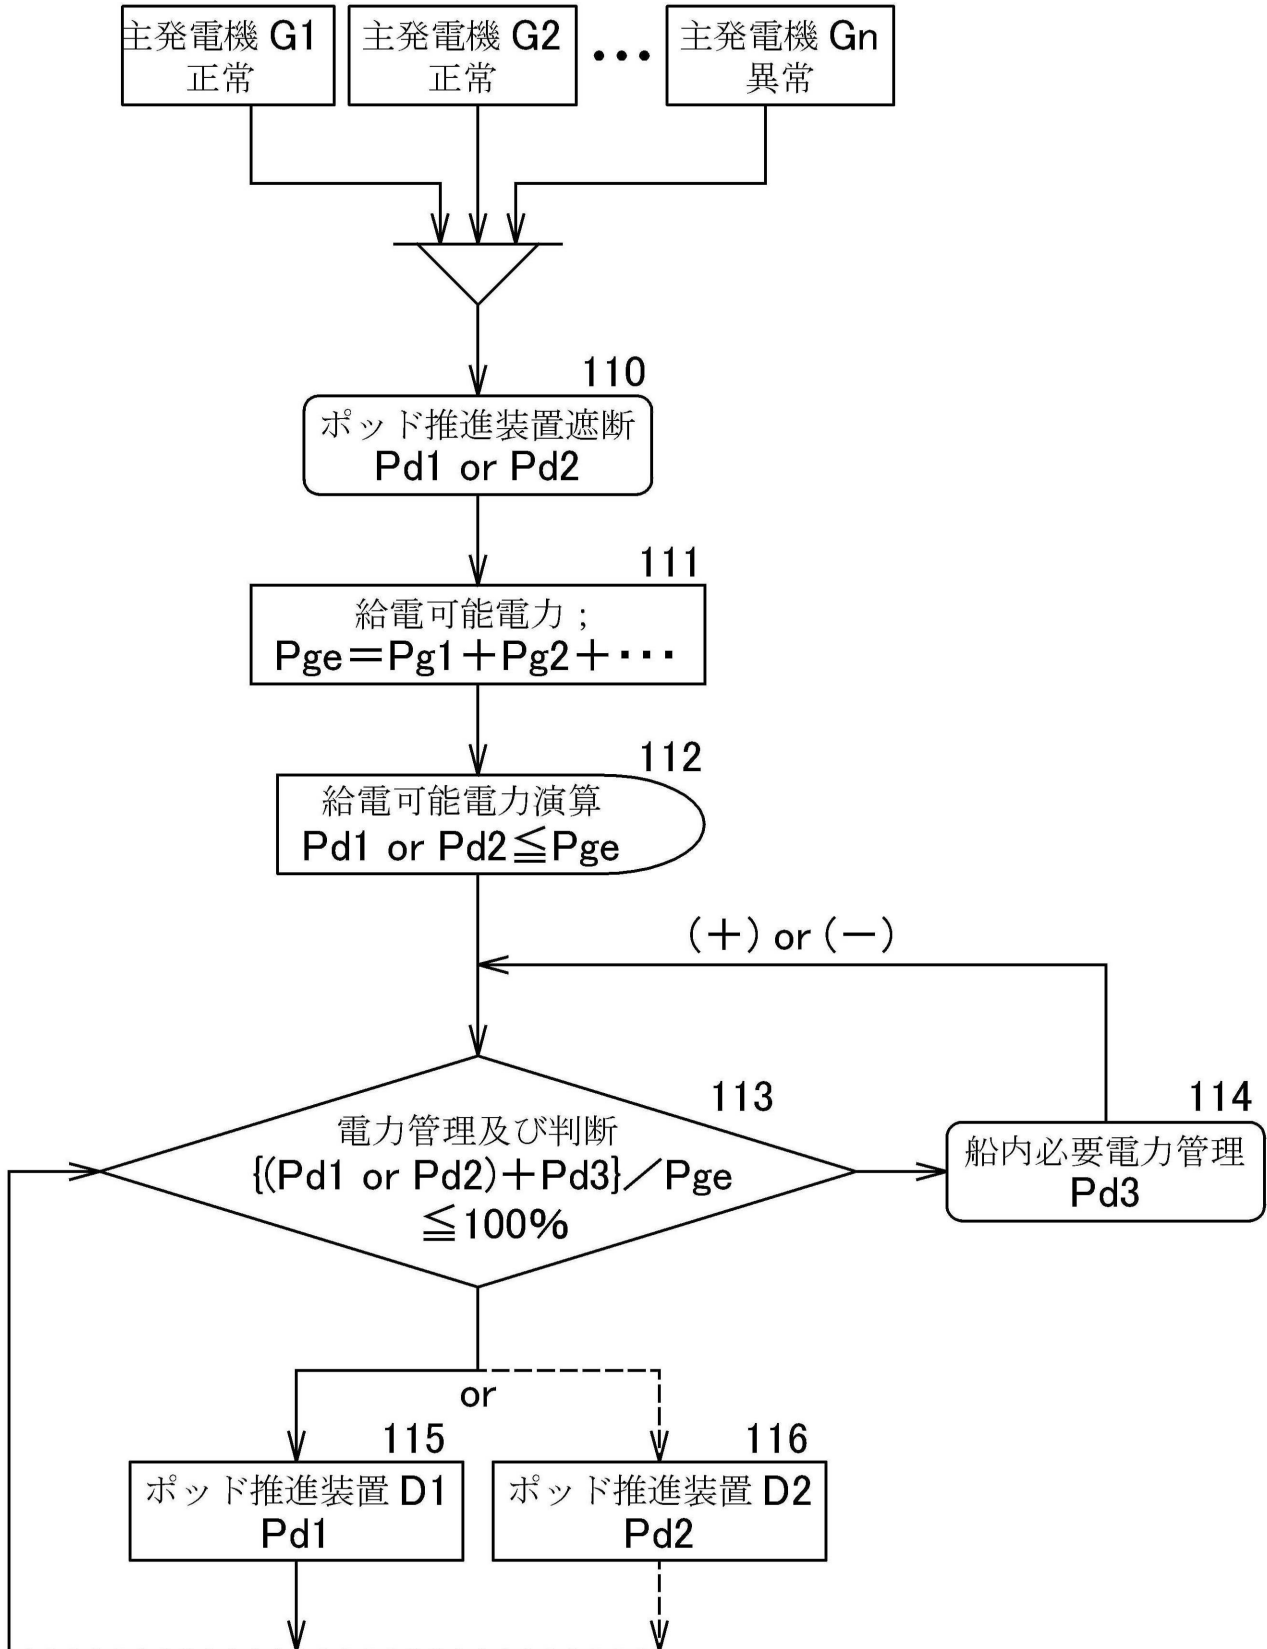 主発電機 G1
正常
主発電機 G2
正常
•••
主発電機 Gn
異常
110
ポッド推進装置遮断
Pd1 or Pd2
111
給電可能電力；
Pge＝Pg1＋Pg2＋･･･
112
給電可能電力演算
Pd1 or Pd2≦Pge
(＋) or (－)
113
電力管理及び判断
{(Pd1 or Pd2)＋Pd3}／Pge
≦100%
114
船内必要電力管理
Pd3
or
115
ポッド推進装置 D1
Pd1
116
ポッド推進装置 D2
Pd2